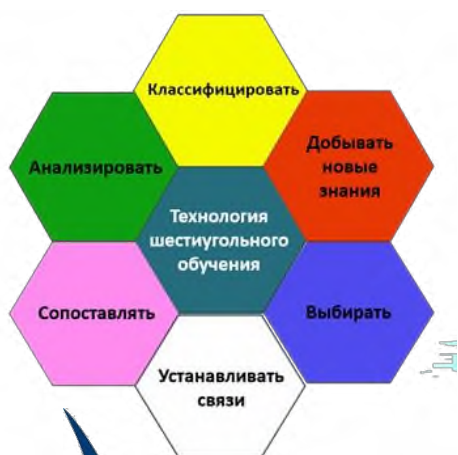 Классифицировать
Добывать
новые
знания
Анализировать
Технология
шестиугольного
обучения
Сопоставлять
Выбирать
Устанавливать
связи